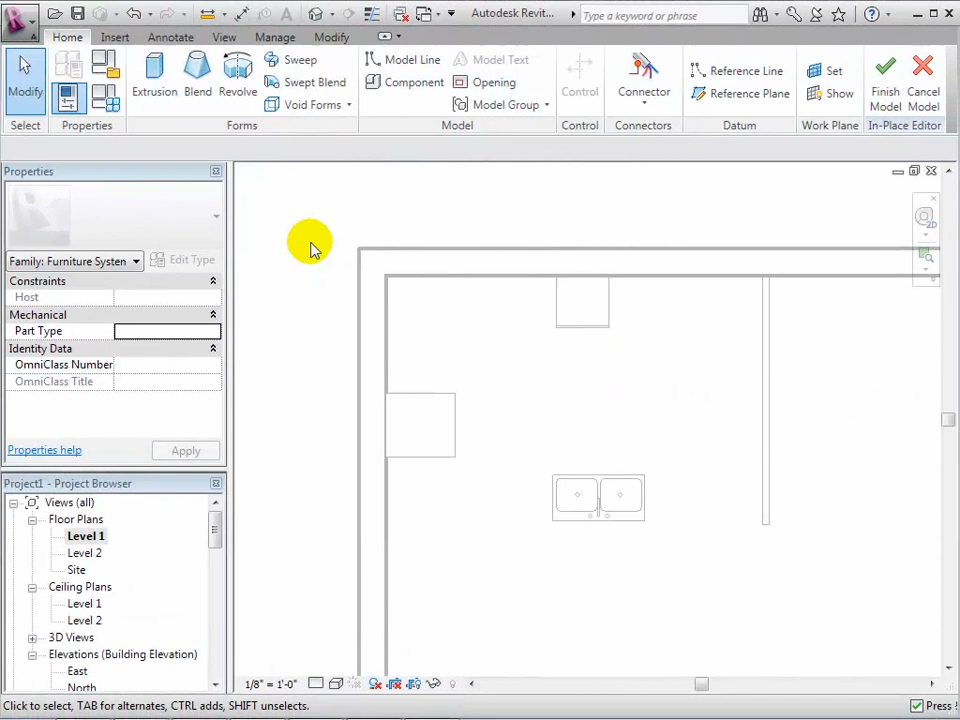 Autodesk Revit...
Type a keyword or phrase
Home Insert Annotate View Manage Modify
Modify
Extrusion Blend Revolve
Sweep
Swept Blend
Void Forms
Model Line
Component
Model Text
Opening
Model Group
Control
Connector
Reference Line
Reference Plane
Set
Show
Finish Model
Cancel Model
Select Properties Forms Model Control Connectors Datum Work Plane In-Place Editor
Properties
Family: Furniture System
Edit Type
Constraints
Host
Mechanical
Part Type
Identity Data
OmniClass Number
OmniClass Title
Properties help
Apply
Project1 - Project Browser
Views (all)
Floor Plans
Level 1
Level 2
Site
Ceiling Plans
Level 1
Level 2
3D Views
Elevations (Building Elevation)
East
North
2D
1/8" = 1'-0"
Click to select, TAB for alternates, CTRL adds, SHIFT unselects.
Press